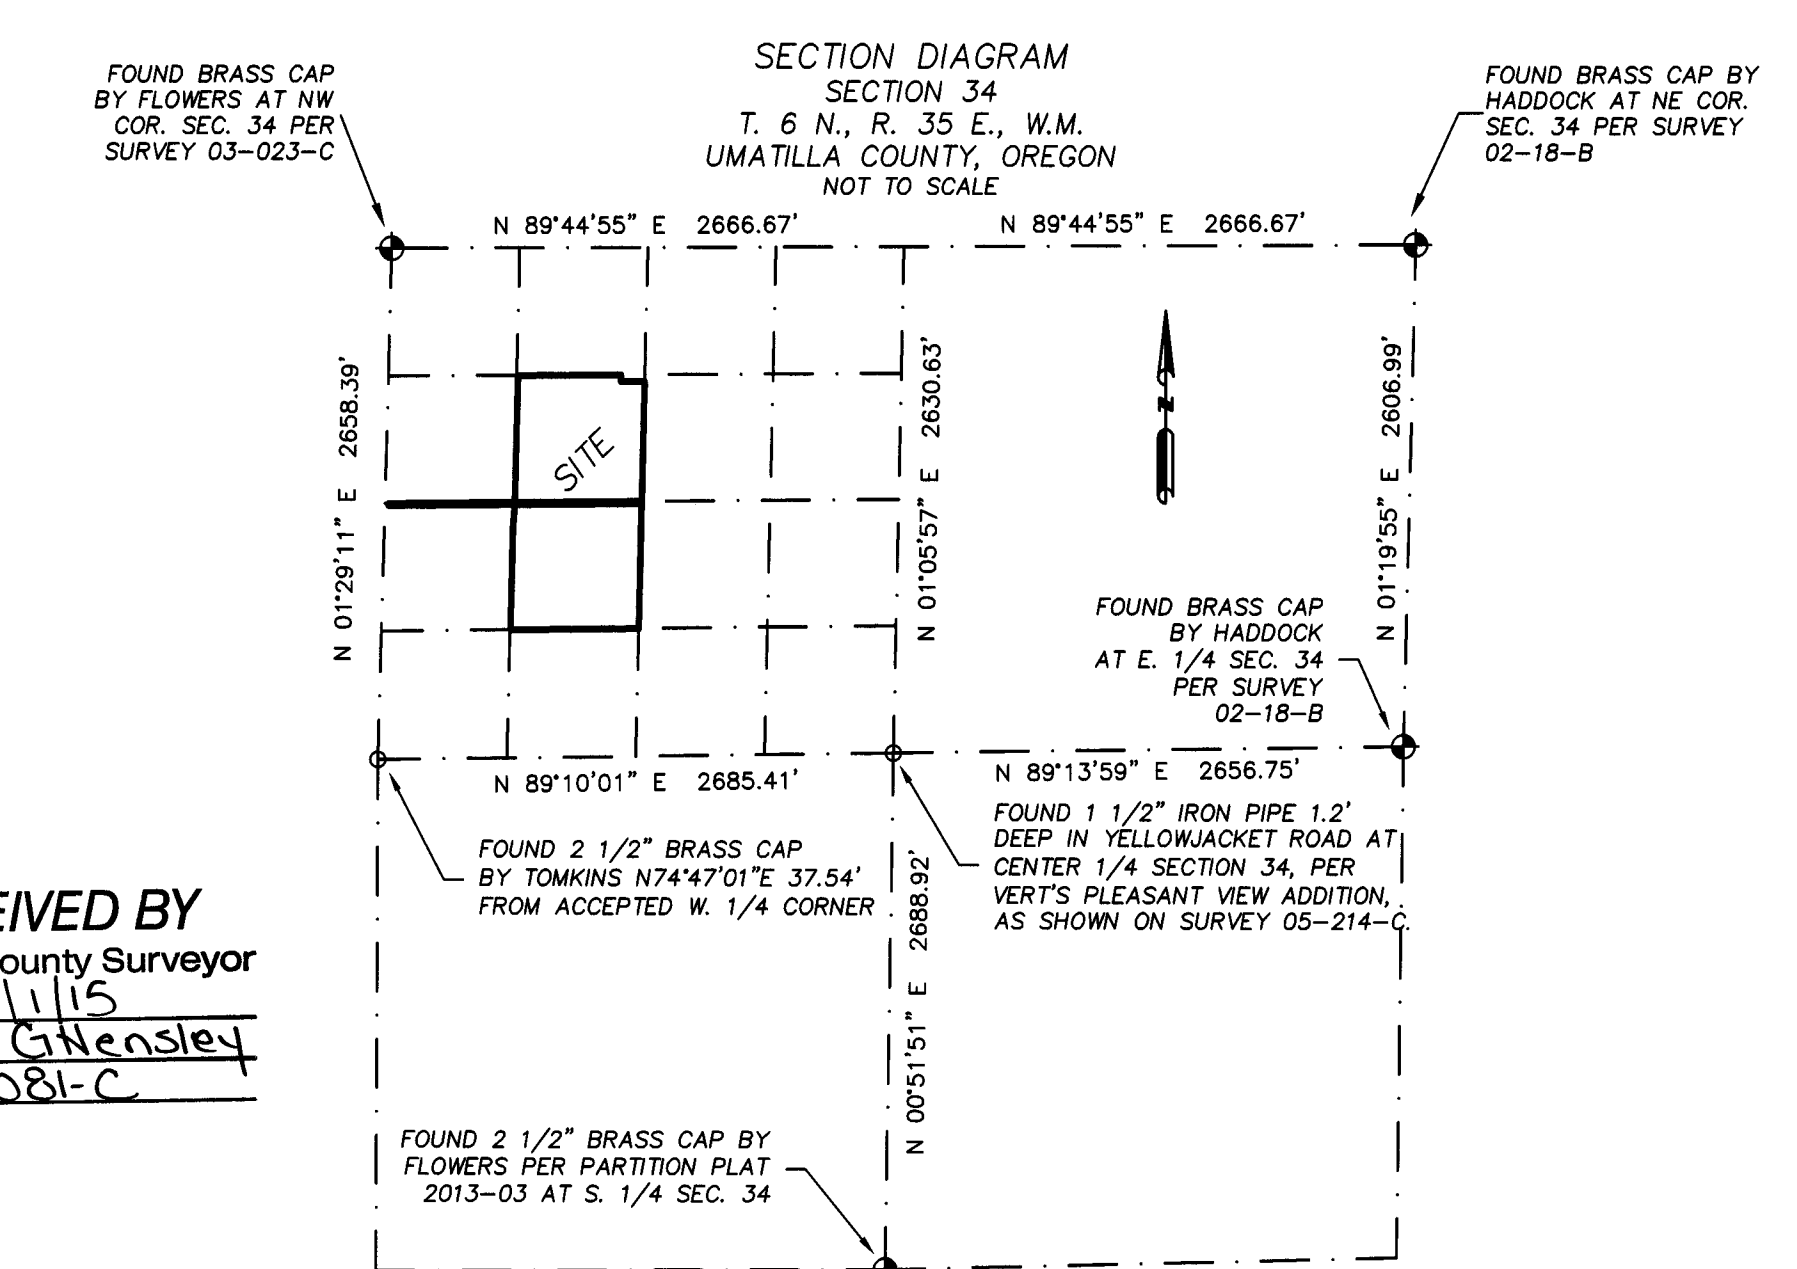 SECTION DIAGRAM
SECTION 34
T. 6 N., R. 35 E., W.M.
UMATILLA COUNTY, OREGON
NOT TO SCALE
FOUND BRASS CAP
BY FLOWERS AT NW
COR. SEC. 34 PER
SURVEY 03-023-C
FOUND BRASS CAP BY
HADDOCK AT NE COR.
SEC. 34 PER SURVEY
02-18-B
N 89°44'55" E 2666.67'
N 89°44'55" E 2666.67'
N 01°29'11" E 2658.39'
SITE
N 01°05'57" E 2630.63'
N
N 01°19'55" E 2606.99'
FOUND BRASS CAP
BY HADDOCK
AT E. 1/4 SEC. 34
PER SURVEY
02-18-B
N 89°10'01" E 2685.41'
N 89°13'59" E 2656.75'
FOUND 2 1/2" BRASS CAP
BY TOMKINS N74°47'01"E 37.54'
FROM ACCEPTED W. 1/4 CORNER
FOUND 1 1/2" IRON PIPE 1.2'
DEEP IN YELLOWJACKET ROAD AT
CENTER 1/4 SECTION 34, PER
VERT'S PLEASANT VIEW ADDITION,
AS SHOWN ON SURVEY 05-214-C.
N 00°51'51" E 2688.92'
EIVED BY
ounty Surveyor
/1/15
GHensley
081-C
FOUND 2 1/2" BRASS CAP BY
FLOWERS PER PARTITION PLAT
2013-03 AT S. 1/4 SEC. 34